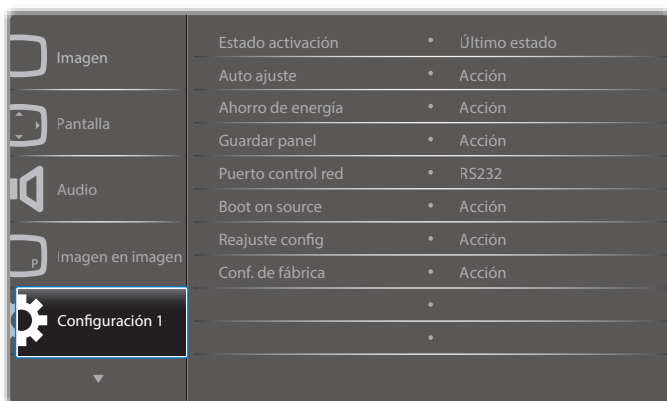 Imagen
Pantalla
Audio
P
Imagen en imagen
Configuración 1
Estado activación • Último estado
Auto ajuste • Acción
Ahorro de energía • Acción
Guardar panel • Acción
Puerto control red • RS232
Boot on source • Acción
Reajuste config • Acción
Conf. de fábrica • Acción
•
•